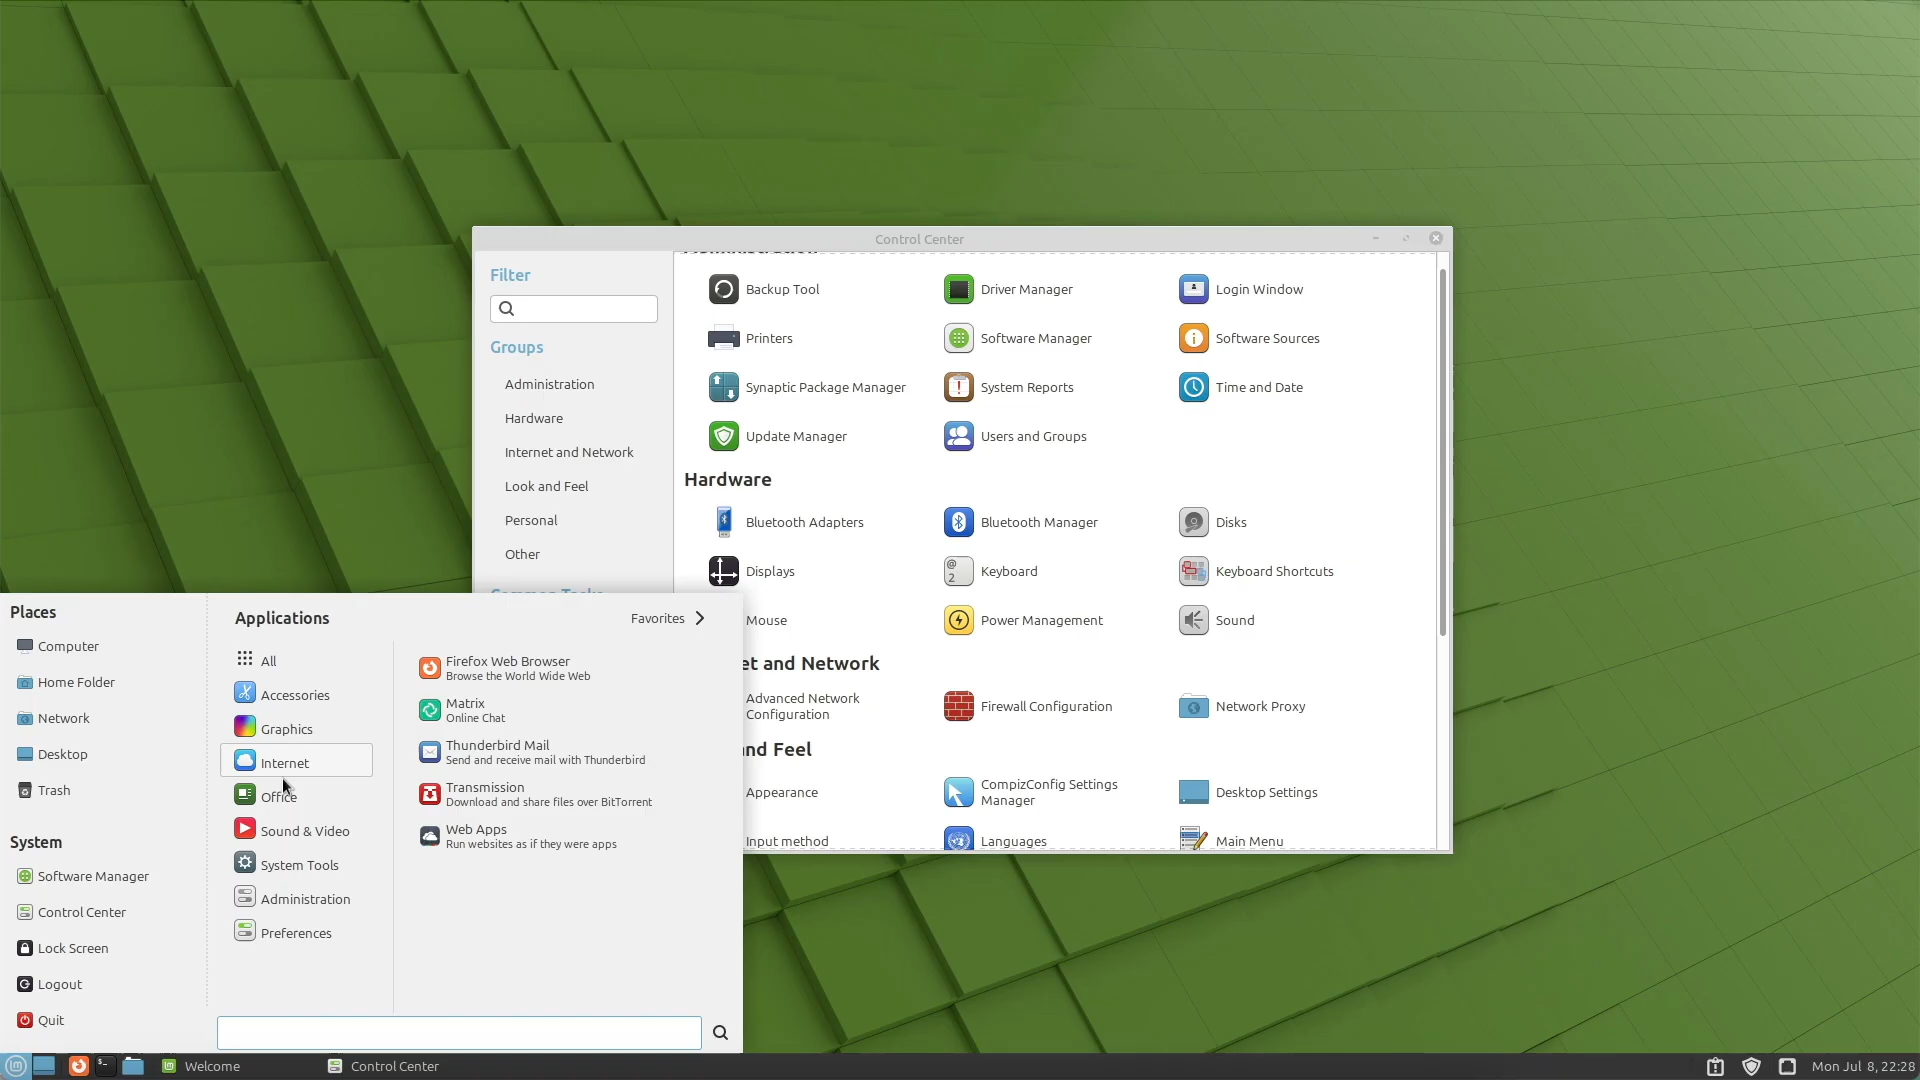 Control Center
Filter
Groups
Administration
Hardware
Internet and Network
Look and Feel
Personal
Other
Backup Tool
Driver Manager
Login Window
Printers
Software Manager
Software Sources
Synaptic Package Manager
System Reports
Time and Date
Update Manager
Users and Groups
Hardware
Bluetooth Adapters
Bluetooth Manager
Disks
Displays
Keyboard
Keyboard Shortcuts
Mouse
Power Management
Sound
et and Network
Advanced Network
Configuration
Firewall Configuration
Network Proxy
nd Feel
Appearance
CompizConfig Settings
Manager
Desktop Settings
Input method
Languages
Main Menu
Places
Computer
Home Folder
Network
Desktop
Trash
System
Software Manager
Control Center
Lock Screen
Logout
Quit
Applications
Favorites
All
Accessories
Graphics
Internet
Office
Sound & Video
System Tools
Administration
Preferences
Firefox Web Browser
Browse the World Wide Web
Matrix
Online Chat
Thunderbird Mail
Send and receive mail with Thunderbird
Transmission
Download and share files over BitTorrent
Web Apps
Run websites as if they were apps
Welcome
Control Center
Mon Jul 8, 22:28